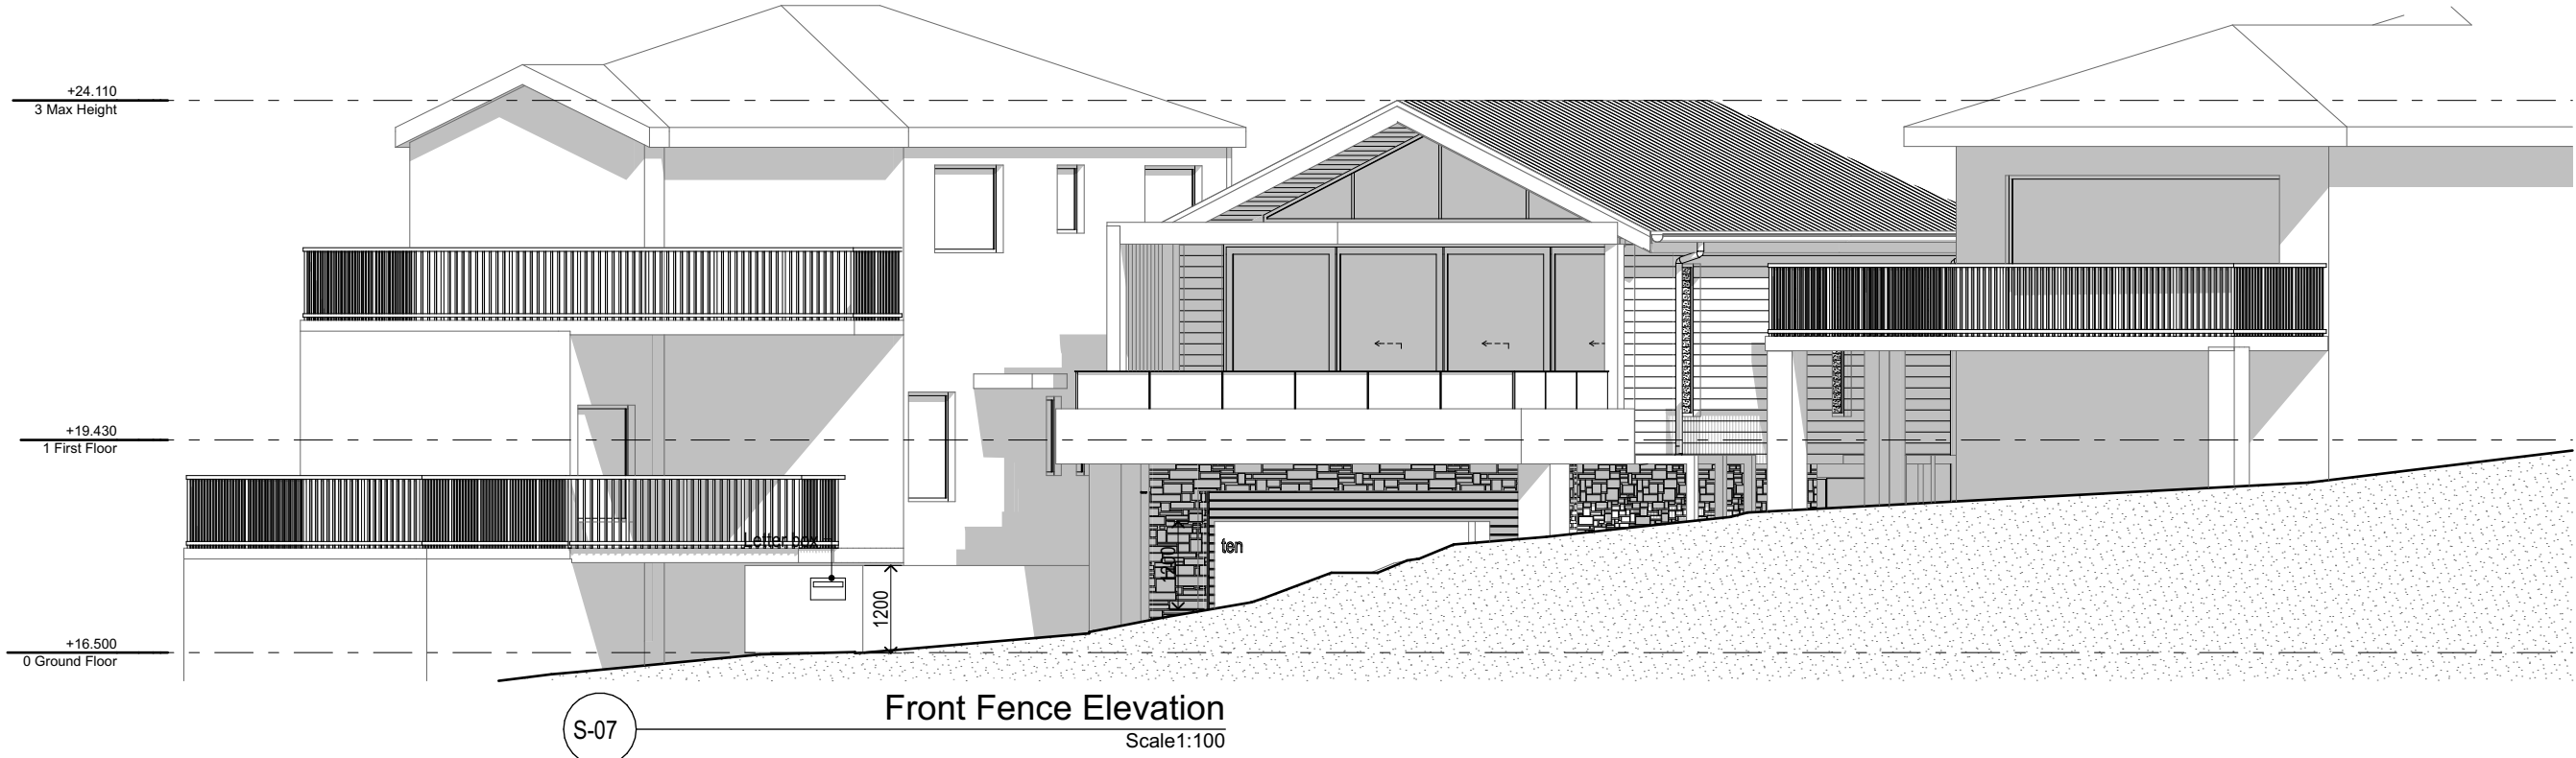 +24.110
3 Max Height
+19.430
1 First Floor
Letter box
ten
1200
1200
+16.500
0 Ground Floor
Front Fence Elevation
S-07
Scale1:100